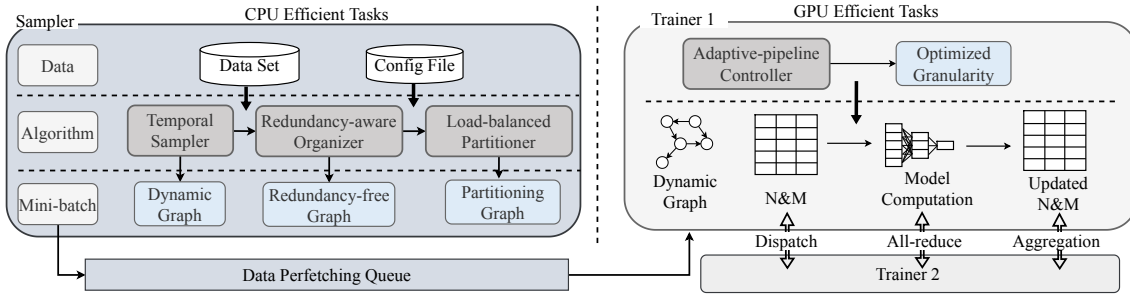 CPU Efficient Tasks
GPU Efficient Tasks
Sampler
Data
Data Set
Config File
Algorithm
Temporal
Sampler
Redundancy-aware
Organizer
Load-balanced
Partitioner
Mini-batch
Dynamic
Graph
Redundancy-free
Graph
Partitioning
Graph
Data Perfetching Queue
Trainer 1
Adaptive-pipeline
Controller
Optimized
Granularity
Dynamic
Graph
N&M
Model
Computation
Updated
N&M
Dispatch
All-reduce
Aggregation
Trainer 2